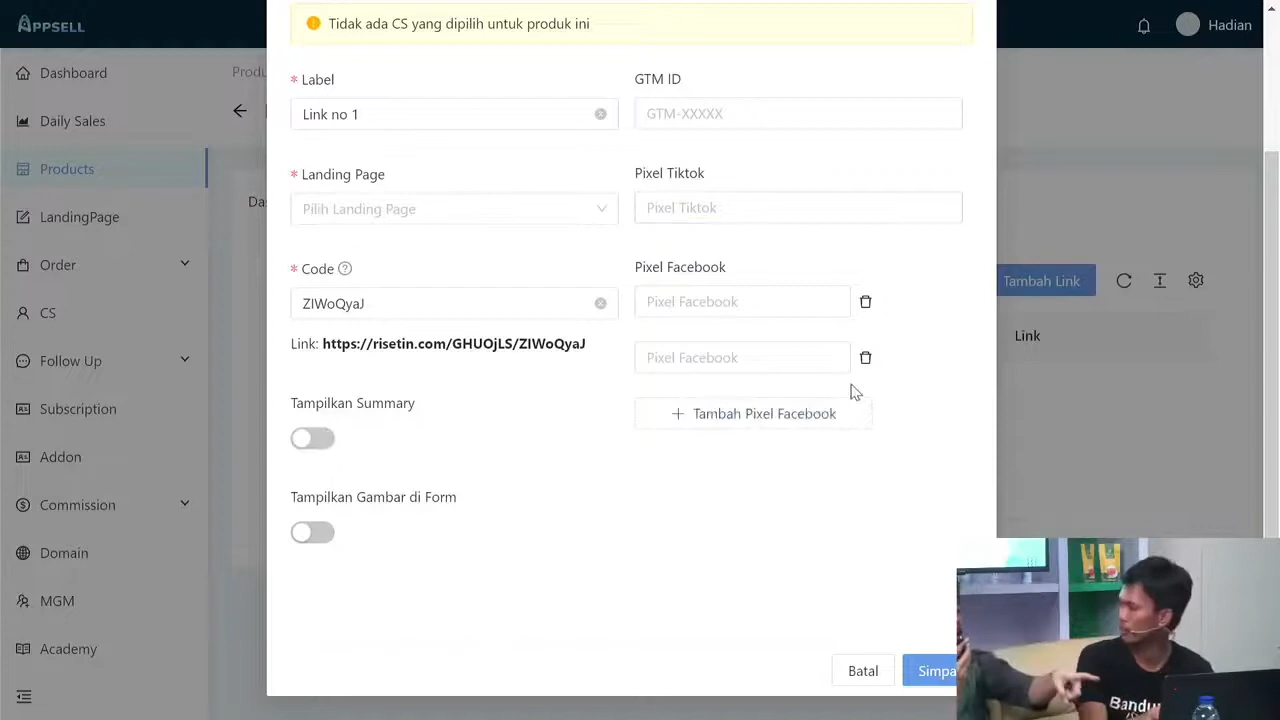 APPSELL
Hadian
Dashboard
Daily Sales
Products
LandingPage
Order
CS
Follow Up
Subscription
Addon
Commission
Domain
MGM
Academy
Tidak ada CS yang dipilih untuk produk ini
* Label
Link no 1
GTM ID
GTM-XXXXX
* Landing Page
Pilih Landing Page
Pixel Tiktok
Pixel Tiktok
* Code
ZIWoQyaJ
Link: https://risetin.com/GHUOjLS/ZIWoQyaJ
Pixel Facebook
Pixel Facebook
Pixel Facebook
+ Tambah Pixel Facebook
Tampilkan Summary
Tampilkan Gambar di Form
Batal
Simpa
Tambah Link
Link